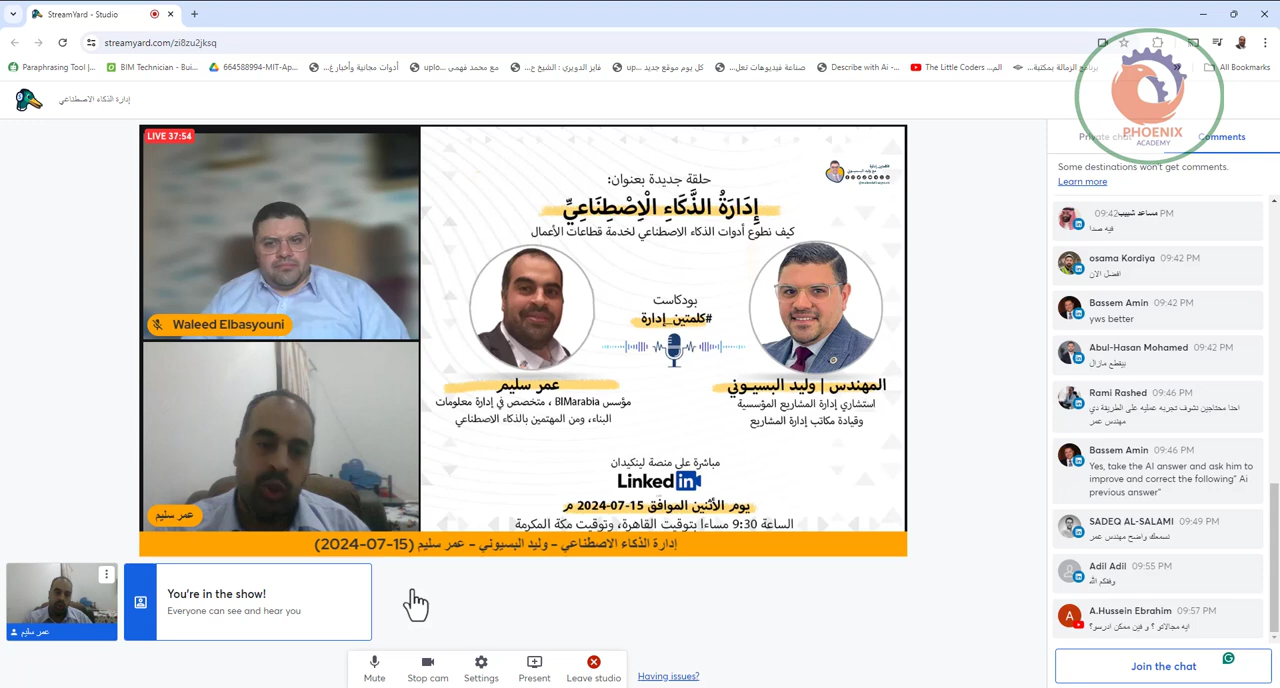 StreamYard - Studio
streamyard.com/zi8zu2jksq
Paraphrasing Tool |...
BIM Technician - Bui...
664588994-MIT-Ap...
مع محمد فهمى ...uplo
أدوات مجانية وأخبار ع...
فايز الدويري : الشيخ ح...
كل يوم موقع جديد ...up
صناعة فيديوهات تعل...
Describe with Ai -...
The Little Coders ...الم
All Bookmarks
إدارة الذكاء الاصطناعي
PHOENIX
ACADEMY
LIVE 37:54
Waleed Elbasyouni
عمر سليم
حلقة جديدة بعنوان:
إِدَارَةُ الذَّكَاءِ الْاِصْطِنَاعِيِّ
كيف نطوع أدوات الذكاء الاصطناعي لخدمة قطاعات الأعمال
بودكاست
#كلمتين_إدارة
عمر سليم
مؤسس BIMarabia ، متخصص في إدارة معلومات
البناء، ومن المهتمين بالذكاء الاصطناعي
المهندس | وليد البسيـوني
استشاري إدارة المشاريع المؤسسية
وقيادة مكاتب إدارة المشاريع
مباشرة على منصة لينكيدان
Linked in
يوم الأثنين الموافق 15-07-2024 م
الساعة 9:30 مساءا بتوقيت القاهرة، وتوقيت مكة المكرمة
إدارة الذكاء الاصطناعي - وليد البسيوني - عمر سليم (15-07-2024)
عمر سليم
You're in the show!
Everyone can see and hear you
Mute
Stop cam
Settings
Present
Leave studio
Having issues?
Private chat
Comments
Some destinations won't get comments.
Learn more
مساعد شبيب 09:42 PM
فيه صدا
osama Kordiya 09:42 PM
افضل الان
Bassem Amin 09:42 PM
yws better
Abul-Hasan Mohamed 09:42 PM
بيقطع مازال
Rami Rashed 09:46 PM
احنا محتاجين نشوف تجربه عمليه على الطريقة دي
مهندس عمر
Bassem Amin 09:46 PM
Yes, take the AI answer and ask him to
improve and correct the following" Ai
previous answer"
SADEQ AL-SALAMI 09:49 PM
نسمعك واضح مهندس عمر
Adil Adil 09:55 PM
وفقكم الله
A.Hussein Ebrahim 09:57 PM
ايه مجالاتو ؟ و فين ممكن ادرسو؟
Join the chat